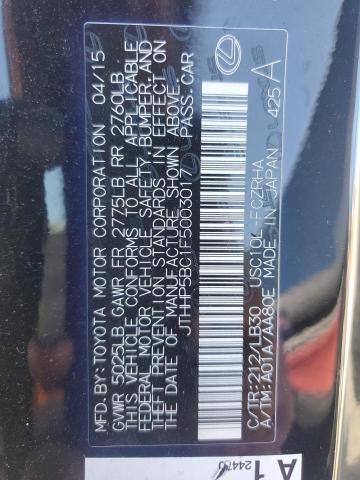 MFD.BY: TOYOTA MOTOR CORPORATION 04/15
GVWR 5025LB GAWR FR 2775LB RR 2760LB
THIS VEHICLE CONFORMS TO ALL APPLICABLE
FEDERAL MOTOR VEHICLE SAFETY,BUMPER, AND
THEFT PREVENTION STANDARDS IN EFFECT ON
THE DATE OF MANUFACTURE SHOWN ABOVE.
JTHHP5BC1F5003017 PASS.CAR
C/TR:212/LB30 USC10L-FCZRHA
A/TM:A01A/AA80E MADE IN JAPAN 425 A
A 1
24470